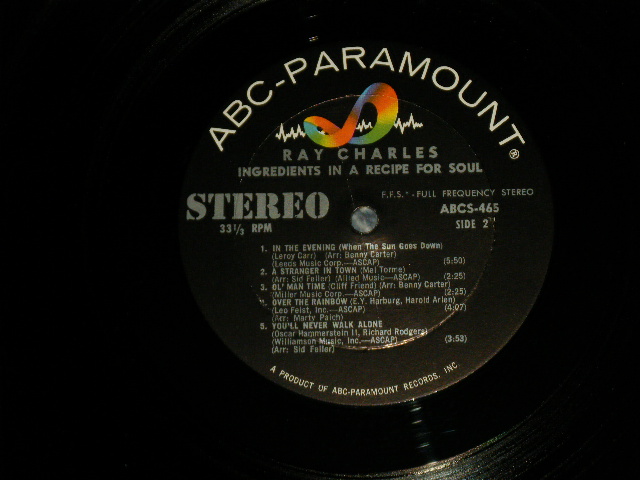 ABC-PARAMOUNT®
RAY CHARLES
INGREDIENTS IN A RECIPE FOR SOUL
STEREO
F.F.S.*-FULL FREQUENCY STEREO
33⅓ RPM
ABCS-465
SIDE 2
1. IN THE EVENING (When The Sun Goes Down)
(Leroy Carr) (Arr: Benny Carter)
(Leeds Music Corp.—ASCAP) (5:50)
2. A STRANGER IN TOWN (Mel Torme)
(Arr: Sid Feller) (Allied Music—ASCAP) (2:25)
3. OL' MAN TIME (Cliff Friend) (Arr: Benny Carter)
(Miller Music Corp.—ASCAP) (2:25)
4. OVER THE RAINBOW (E.Y. Harburg, Harold Arlen)
(Leo Feist, Inc.—ASCAP) (4:07)
(Arr: Marty Paich)
5. YOU'LL NEVER WALK ALONE
(Oscar Hammerstein II, Richard Rodgers)
(Williamson Music, Inc.—ASCAP) (3:53)
(Arr: Sid Feller)
A PRODUCT OF ABC-PARAMOUNT RECORDS, INC.